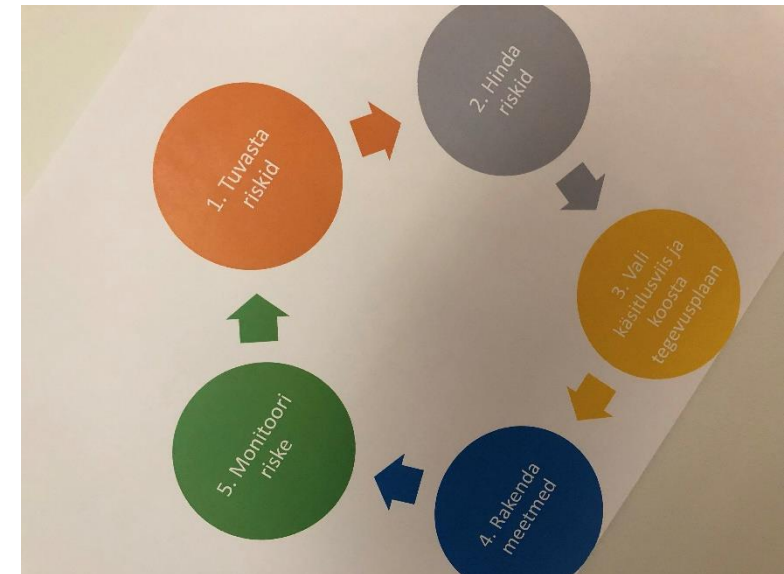 1. Tuvasta
riskid
2. Hinda
riskid
3. Vali
käsitlusviis ja
koosta
tegevusplaan
4. Rakenda
meetmed
5. Monitoori
riske